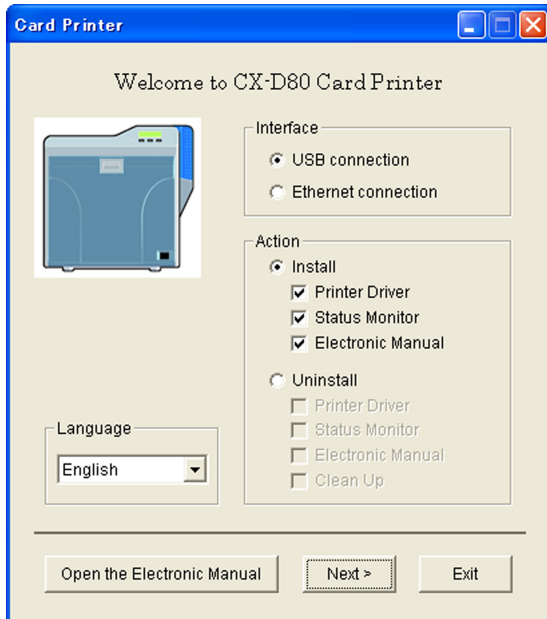 Card Printer
Welcome to CX-D80 Card Printer
Interface
USB connection
Ethernet connection
Action
Install
Printer Driver
Status Monitor
Electronic Manual
Uninstall
Printer Driver
Status Monitor
Electronic Manual
Clean Up
Language
English
Open the Electronic Manual
Next >
Exit